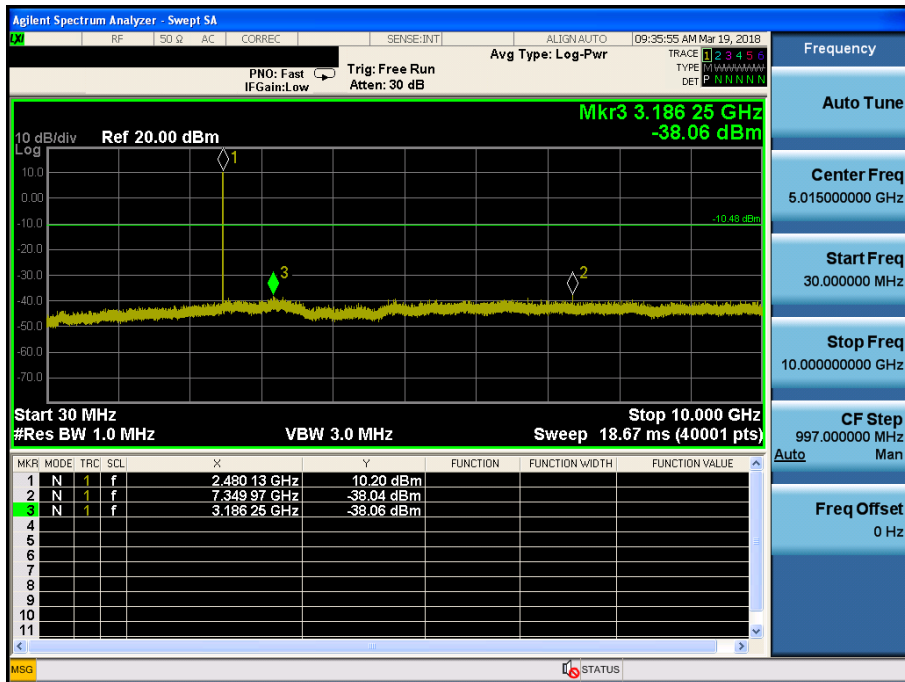 Agilent Spectrum Analyzer - Swept SA
LXI RF 50 Ω AC CORREC SENSE:INT ALIGN AUTO 09:35:55 AM Mar 19, 2018
PNO: Fast
IFGain:Low
Trig: Free Run
Atten: 30 dB
Avg Type: Log-Pwr
TRACE 1 2 3 4 5 6
TYPE M WWWWW
DET P N N N N N
Mkr3 3.186 25 GHz
-38.06 dBm
10 dB/div Ref 20.00 dBm
Log
10.0
0.00
-10.0
-20.0
-30.0
-40.0
-50.0
-60.0
-70.0
1
2
3
-10.48 dBm
Start 30 MHz Stop 10.000 GHz
#Res BW 1.0 MHz VBW 3.0 MHz Sweep 18.67 ms (40001 pts)
MKR MODE TRC SCL X Y FUNCTION FUNCTION WIDTH FUNCTION VALUE
1 N 1 f 2.480 13 GHz 10.20 dBm
2 N 1 f 7.349 97 GHz -38.04 dBm
3 N 1 f 3.186 25 GHz -38.06 dBm
4
5
6
7
8
9
10
11
MSG STATUS
Frequency
Auto Tune
Center Freq
5.015000000 GHz
Start Freq
30.000000 MHz
Stop Freq
10.000000000 GHz
CF Step
997.000000 MHz
Auto Man
Freq Offset
0 Hz